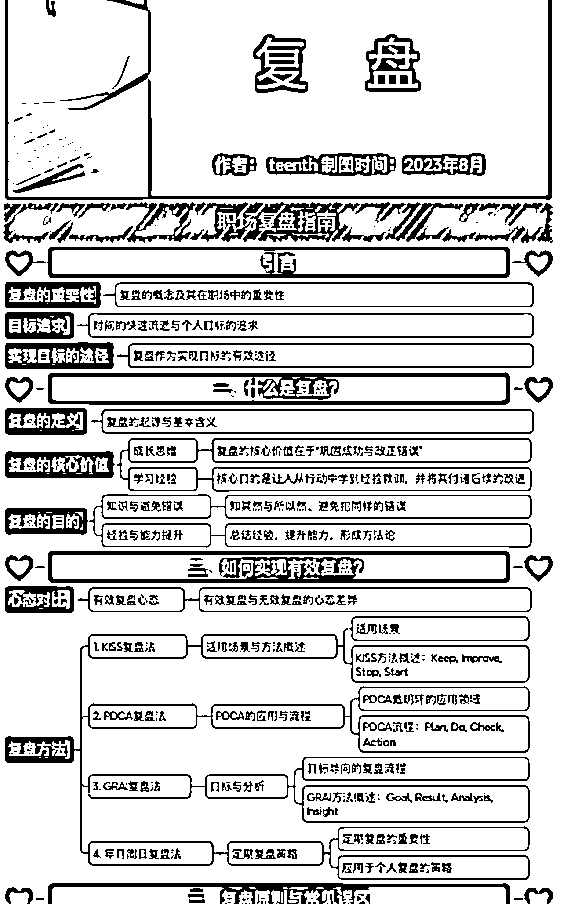 复 盘
作者： teenth 制图时间： 2023年8月
职场复盘指南
引言
复盘的重要性
复盘的概念及其在职场中的重要性
目标追求
时间的快速流逝与个人目标的追求
实现目标的途径
复盘作为实现目标的有效途径
二、什么是复盘?
复盘的定义
复盘的起源与基本含义
复盘的核心价值
成长思维
复盘的核心价值在于"巩固成功与改正错误"
学习经验
核心目的是让人从行动中学到经验教训，并将其付诸后续的改进
复盘的目的
知识与避免错误
知其然与所以然、避免犯同样的错误
经验与能力提升
总结经验、提升能力、形成方法论
三、如何实现有效复盘?
心态对比
有效复盘心态
有效复盘与无效复盘的心态差异
复盘方法
1. KISS复盘法
适用场景与方法概述
适用场景
KISS方法概述： Keep, Improve,
Stop, Start
2. PDCA复盘法
PDCA的应用与流程
PDCA戴明环的应用领域
PDCA流程： Plan, Do, Check,
Action
3. GRAI复盘法
目标与分析
目标导向的复盘流程
GRAI方法概述： Goal, Result, Analysis,
Insight
4. 年月周日复盘法
定期复盘策略
定期复盘的重要性
应用于个人复盘的策略
复盘原则与常见误区